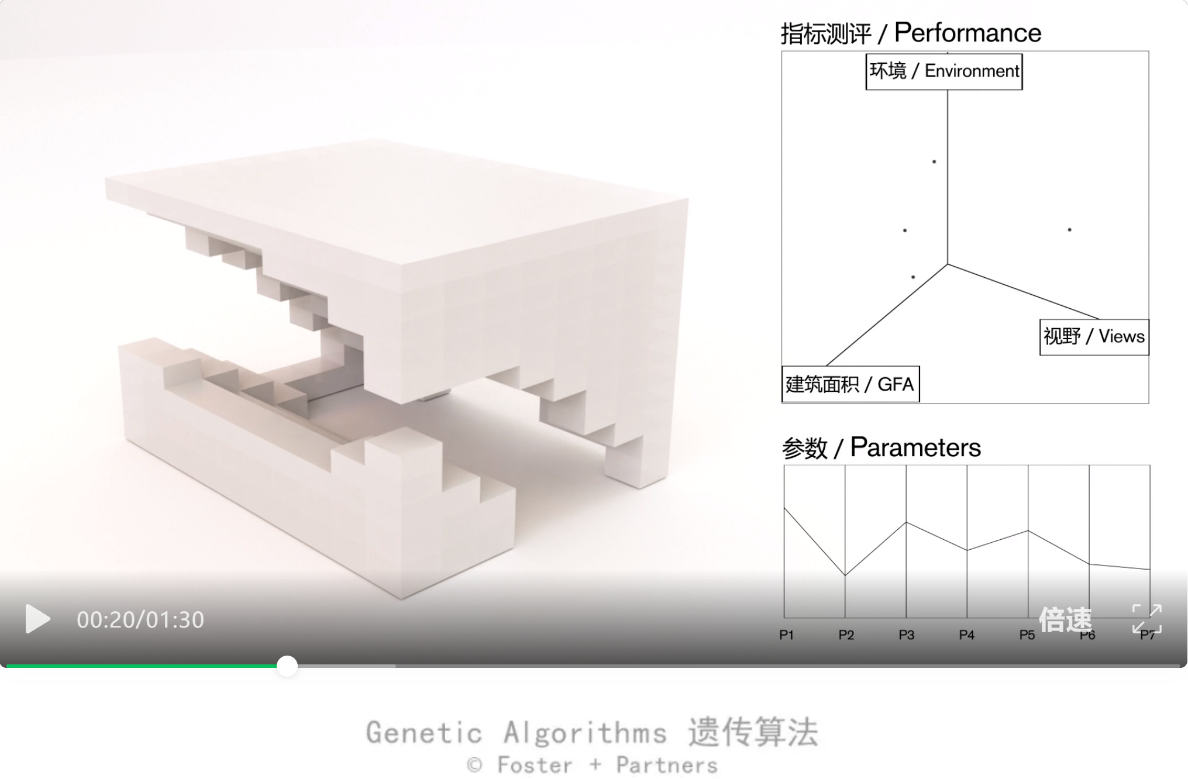 指标测评 / Performance
环境 / Environment
视野 / Views
建筑面积 / GFA
参数 / Parameters
P1 P2 P3 P4 P5 P6 P7
00:20/01:30
倍速
Genetic Algorithms 遗传算法
© Foster + Partners